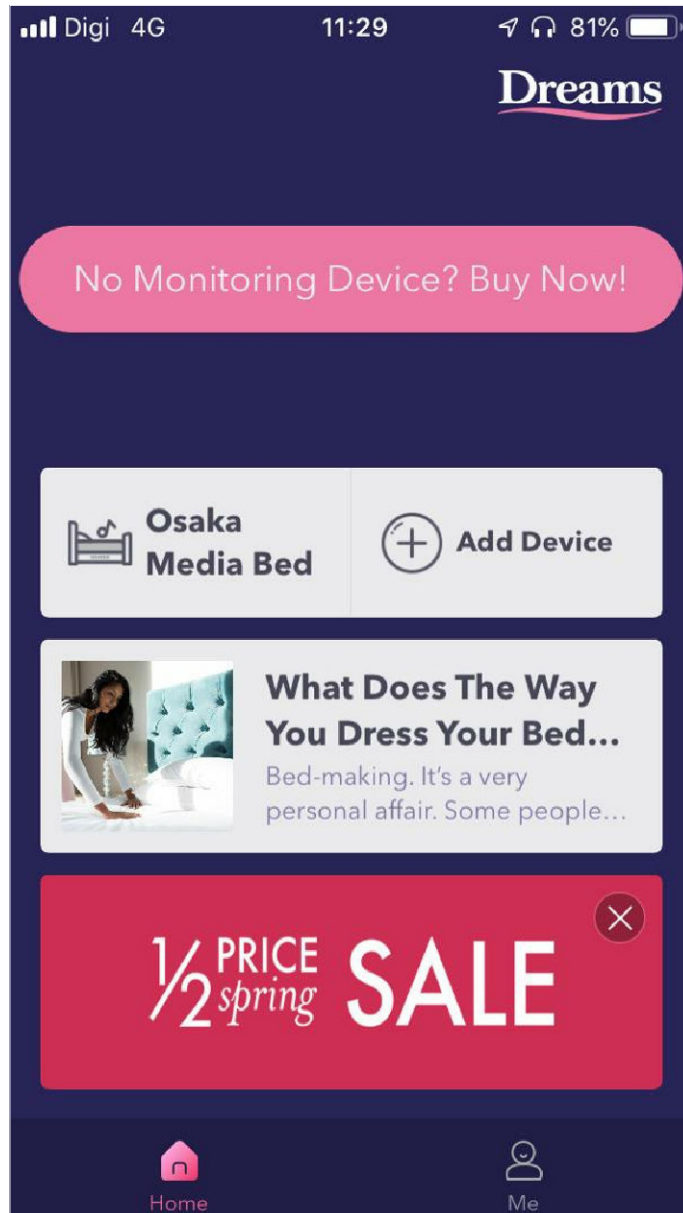 Digi 4G 11:29 81%
Dreams
No Monitoring Device? Buy Now!
Osaka
Media Bed
Add Device
What Does The Way
You Dress Your Bed...
Bed-making. It's a very
personal affair. Some people...
½ PRICE spring SALE
Home Me